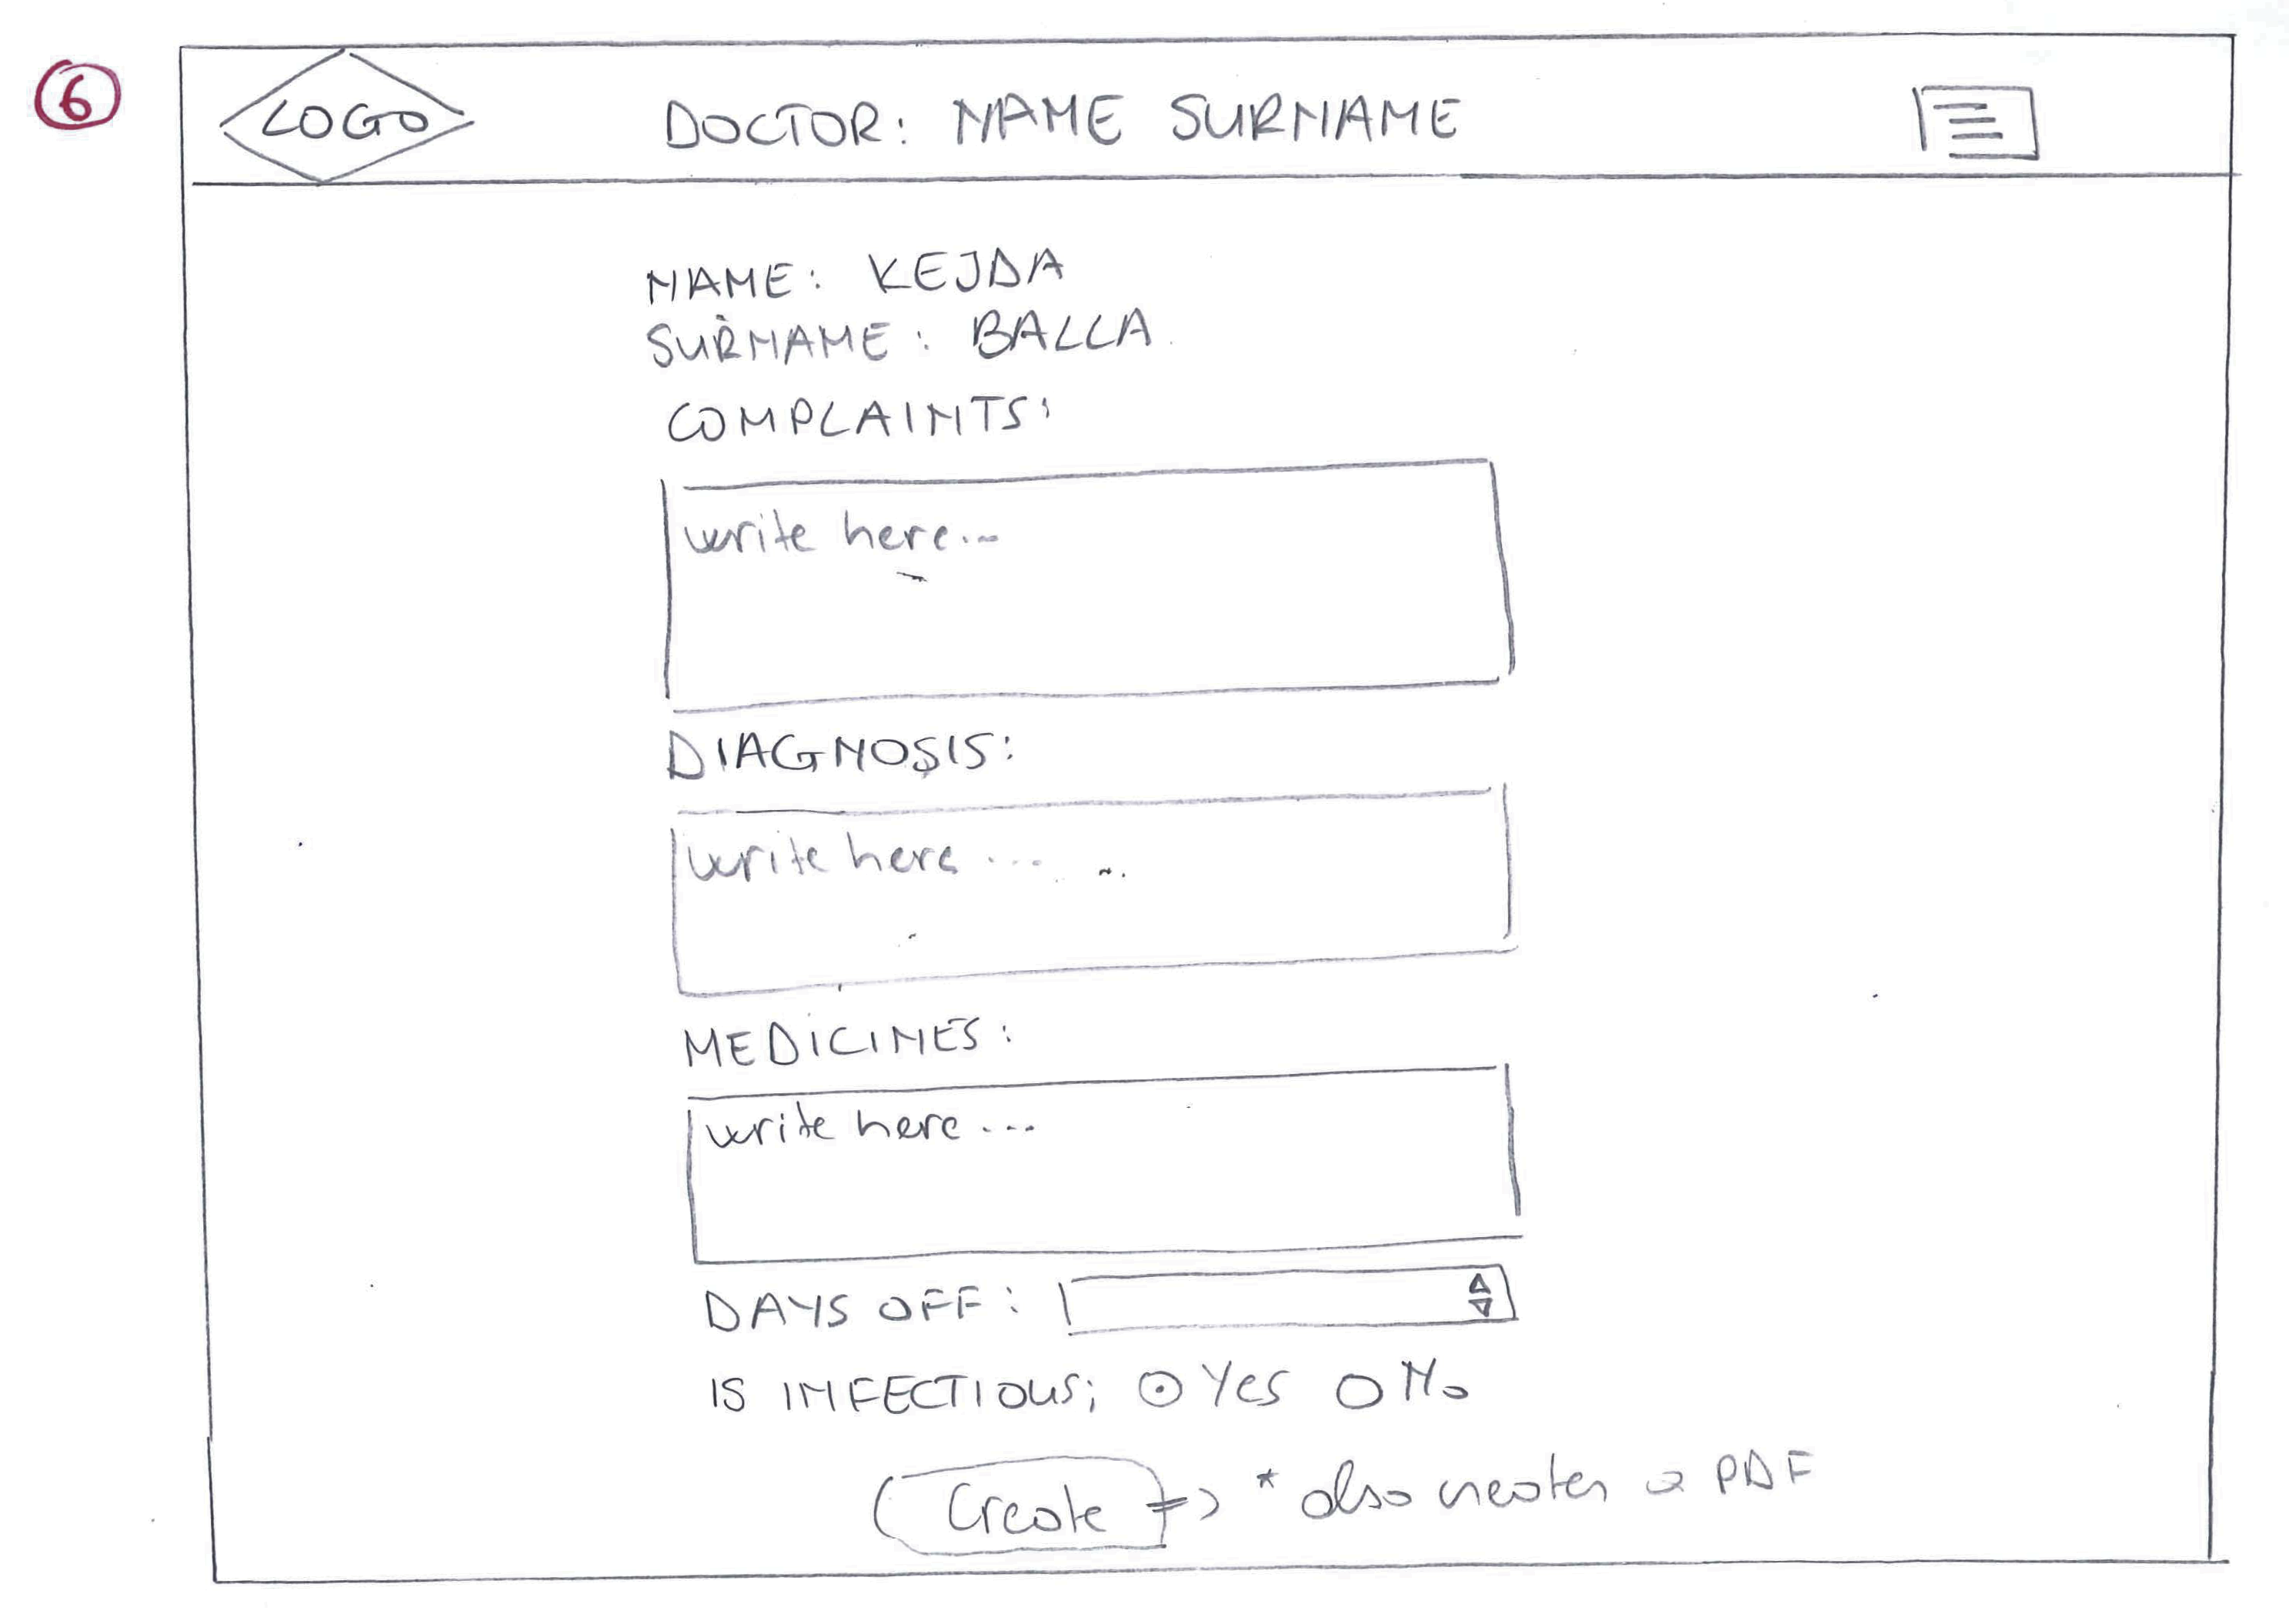 6
LOGO
DOCTOR: NAME SURNAME
NAME: KEJDA
SURNAME: BALLA
COMPLAINTS:
write here...
DIAGNOSIS:
write here ...
MEDICINES:
write here ...
DAYS OFF:
IS INFECTIOUS; Yes No
Create => * also creates a PDF